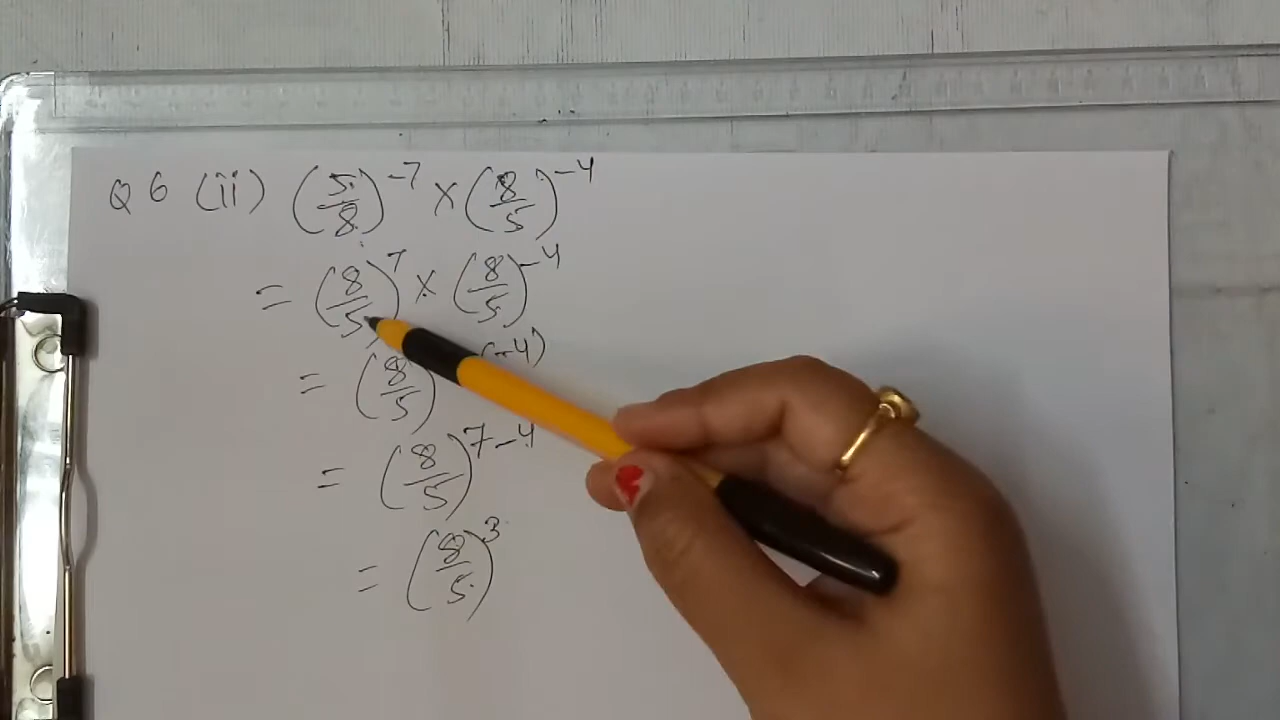 Q 6 (ii) (5/8)^-7 × (8/5)^-4
= (8/5)^7 × (8/5)^-4
= (8/5) (-4)
= (8/5)^7-4
= (8/5)^3